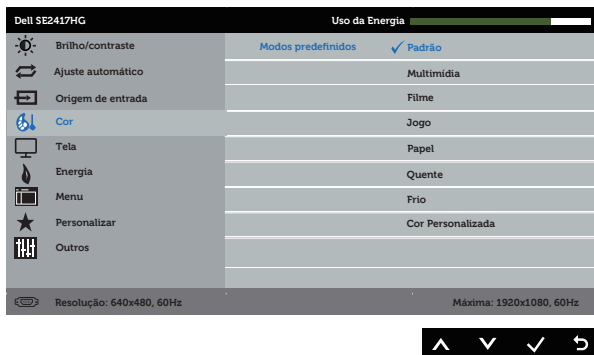 Dell SE2417HG Uso da Energia
Brilho/contraste Modos predefinidos Padrão
Ajuste automático Multimídia
Origem de entrada Filme
Cor Jogo
Tela Papel
Energia Quente
Menu Frio
Personalizar Cor Personalizada
Outros
Resolução: 640x480, 60Hz Máxima: 1920x1080, 60Hz